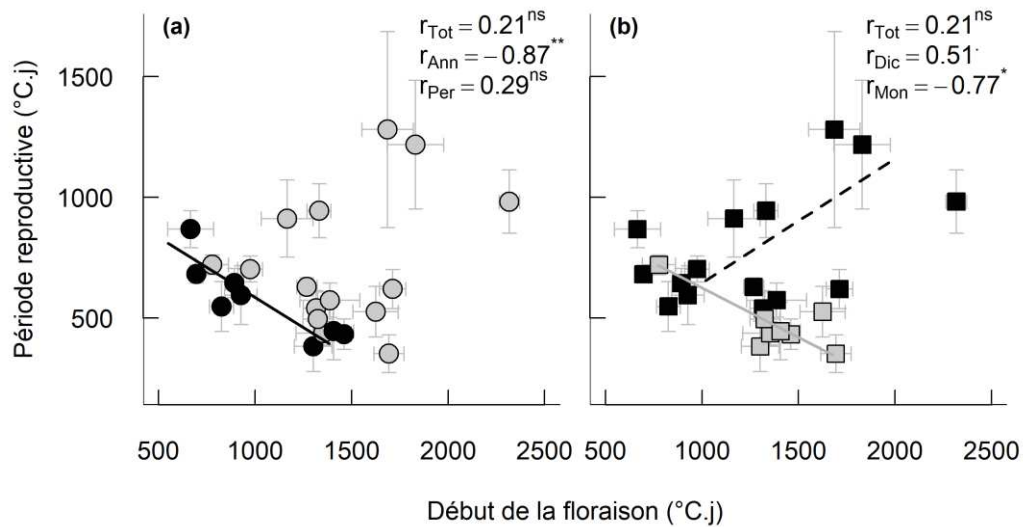 (a)
r_Tot = 0.21^ns
r_Ann = −0.87^**
r_Per = 0.29^ns
(b)
r_Tot = 0.21^ns
r_Dic = 0.51^.
r_Mon = −0.77^*
Période reproductive (°C.j)
1500
1000
500
500 1000 1500 2000 2500
500 1000 1500 2000 2500
Début de la floraison (°C.j)